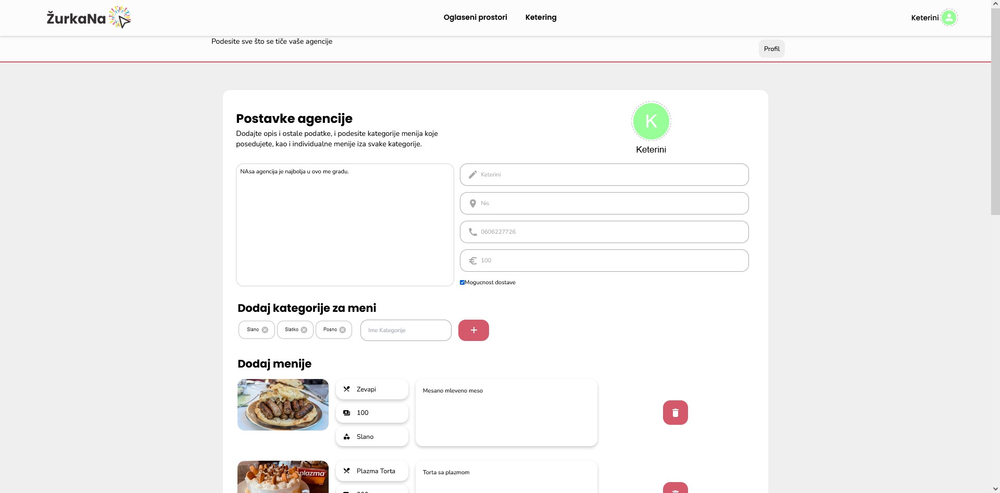 ŽurkaNa
Oglaseni prostori
Ketering
Keterini
Podesite sve što se tiče vaše agencije
Profil
Postavke agencije
Dodajte opis i ostale podatke, i podesite kategorije menija koje
posedujete, kao i individualne menije iza svake kategorije.
K
Keterini
NAsa agencija je najbolja u ovo me gradu.
Keterini
Nis
0606227726
100
Mogucnost dostave
Dodaj kategorije za meni
Slano
Slatko
Posno
Ime Kategorije
Dodaj menije
Zevapi
100
Slano
Mesano mleveno meso
plazma
Plazma Torta
Torta sa plazmom